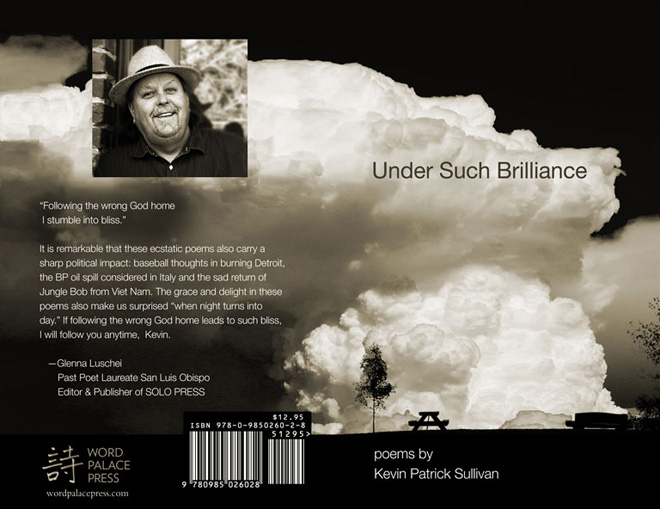 Under Such Brilliance
“Following the wrong God home
I stumble into bliss.”
It is remarkable that these ecstatic poems also carry a
sharp political impact: baseball thoughts in burning Detroit,
the BP oil spill considered in Italy and the sad return of
Jungle Bob from Viet Nam. The grace and delight in these
poems also make us surprised “when night turns into
day.” If following the wrong God home leads to such bliss,
I will follow you anytime, Kevin.
—Glenna Luschei
Past Poet Laureate San Luis Obispo
Editor & Publisher of SOLO PRESS
$12.95
ISBN 978-0-9850260-2-8
51295>
9 780985 026028
詩
WORD
PALACE
PRESS
wordpalacepress.com
poems by
Kevin Patrick Sullivan